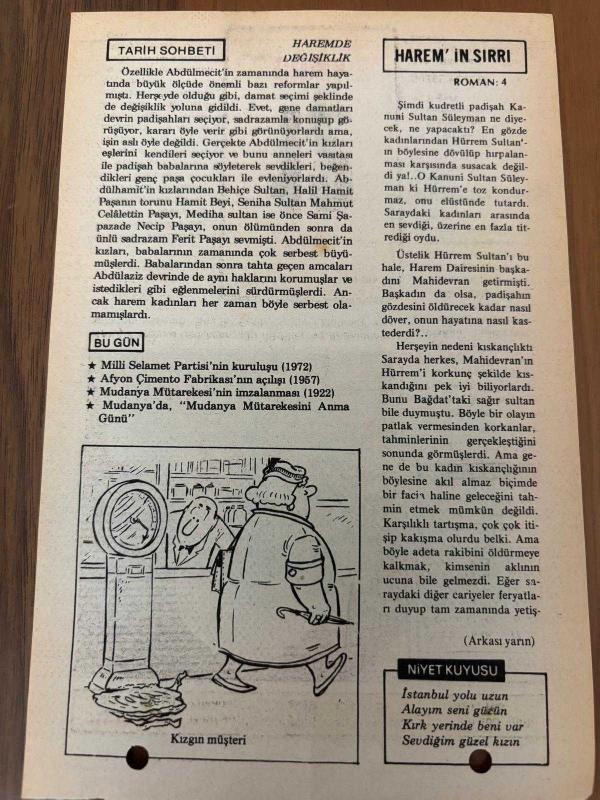 TARİH SOHBETİ
HAREMDE
DEĞİŞİKLİK
Özellikle Abdülmecit'in zamanında harem haya-
tında büyük ölçüde önemli bazı reformlar yapıl-
mıştı. Herşeyde olduğu gibi, damat seçimi şeklinde
de değişiklik yoluna gidildi. Evet, gene damatları
devrin padişahları seçiyor, sadrazamla konuşup gö-
rüşüyor, kararı öyle verir gibi görünüyorlardı ama,
işin aslı öyle değildi. Gerçekte Abdülmecit'in kızları
eşlerini kendileri seçiyor ve bunu anneleri vasıtası
ile padişah babalarına söyleterek sevdikleri, beğen-
dikleri genç paşa çocukları ile evleniyorlardı. Ab-
dülhamit'in kızlarından Behiçe Sultan, Halil Hamit
Paşanın torunu Hamit Beyi, Seniha Sultan Mahmut
Celâlettin Paşayı, Mediha sultan ise önce Sami Şa-
pazade Necip Paşayı, onun ölümünden sonra da
ünlü sadrazam Ferit Paşayı sevmişti. Abdülmecit'in
kızları, babalarının zamanında çok serbest büyü-
müşlerdi. Babalarından sonra tahta geçen amcaları
Abdülaziz devrinde de aynı haklarını korumuşlar ve
istedikleri gibi eğlenmelerini sürdürmüşlerdi. An-
cak harem kadınları her zaman böyle serbest ola-
mamışlardı.
BU GÜN
★ Milli Selamet Partisi'nin kuruluşu (1972)
★ Afyon Çimento Fabrikası'nın açılışı (1957)
★ Mudanya Mütarekesi'nin imzalanması (1922)
★ Mudanya'da, "Mudanya Mütarekesini Anma
Günü"
Kızgın müşteri
HAREM' İN SIRRI
ROMAN: 4
Şimdi kudretli padişah Ka-
nuni Sultan Süleyman ne diye-
cek, ne yapacaktı? En gözde
kadınlarından Hürrem Sultan'-
ın böylesine dövülüp hırpalan-
ması karşısında susacak değil-
di ya!..O Kanuni Sultan Süley-
man ki Hürrem'e toz kondur-
maz, onu elüstünde tutardı.
Saraydaki kadınları arasında
en sevdiği, üzerine en fazla tit-
rediği oydu.
Üstelik Hürrem Sultan'ı bu
hale, Harem Dairesinin başka-
dını Mahidevran getirmişti.
Başkadın da olsa, padişahın
gözdesini öldürecek kadar nasıl
döver, onun hayatına nasıl kas-
tederdi?..
Herşeyin nedeni kıskançlıktı
Sarayda herkes, Mahidevran'ın
Hürrem'i korkunç şekilde kıs-
kandığını pek iyi biliyorlardı.
Bunu Bağdat'taki sağır sultan
bile duymuştu. Böyle bir olayın
patlak vermesinden korkanlar,
tahminlerinin gerçekleştiğini
sonunda görmüşlerdi. Ama ge-
ne de bu kadın kıskançlığının
böylesine akıl almaz biçimde
bir facia haline geleceğini tah-
min etmek mümkün değildi.
Karşılıklı tartışma, çok çok iti-
şip kakışma olurdu belki. Ama
böyle adeta rakibini öldürmeye
kalkmak, kimsenin aklının
ucuna bile gelmezdi. Eğer sa-
raydaki diğer cariyeler feryatla-
rı duyup tam zamanında yetiş-
(Arkası yarın)
NİYET KUYUSU
İstanbul yolu uzun
Alayım seni güzün
Kırk yerinde beni var
Sevdiğim güzel kızın